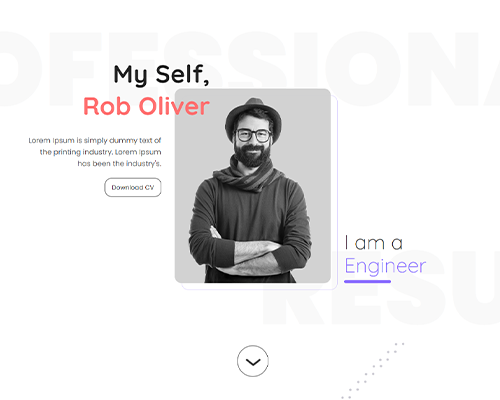 OFESSIONA
My Self,
Rob Oliver
Lorem Ipsum is simply dummy text of
the printing industry. Lorem Ipsum
has been the industry's.
Download CV
I am a
Engineer
RESU